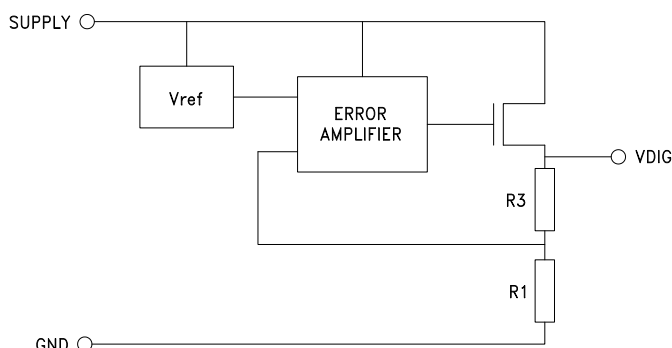 SUPPLY
Vref
ERROR
AMPLIFIER
VDIG
R3
R1
GND